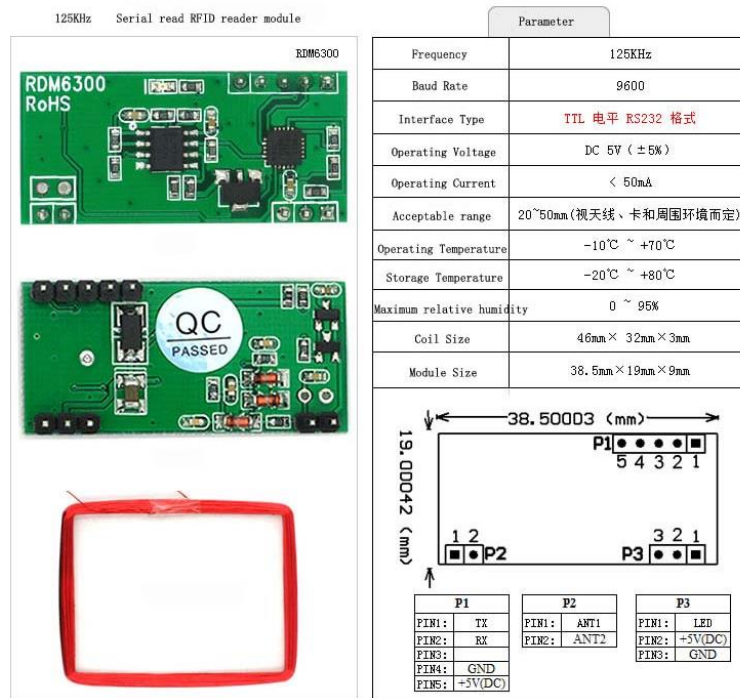 125KHz Serial read RFID reader module
RDM6300
RDM6300
RoHS
QC
PASSED
Parameter
Frequency 125KHz
Baud Rate 9600
Interface Type TTL 电平 RS232 格式
Operating Voltage DC 5V (±5%)
Operating Current < 50mA
Acceptable range 20~50mm(视天线、卡和周围环境而定)
Operating Temperature -10℃ ~ +70℃
Storage Temperature -20℃ ~ +80℃
Maximum relative humidity 0 ~ 95%
Coil Size 46mm× 32mm×3mm
Module Size 38.5mm×19mm×9mm
38.500D3 (mm)
19.0DD42 (mm)
P1
5 4 3 2 1
1 2
P2
3 2 1
P3
P1
PIN1: TX
PIN2: RX
PIN3:
PIN4: GND
PIN5: +5V(DC)
P2
PIN1: ANT1
PIN2: ANT2
P3
PIN1: LED
PIN2: +5V(DC)
PIN3: GND